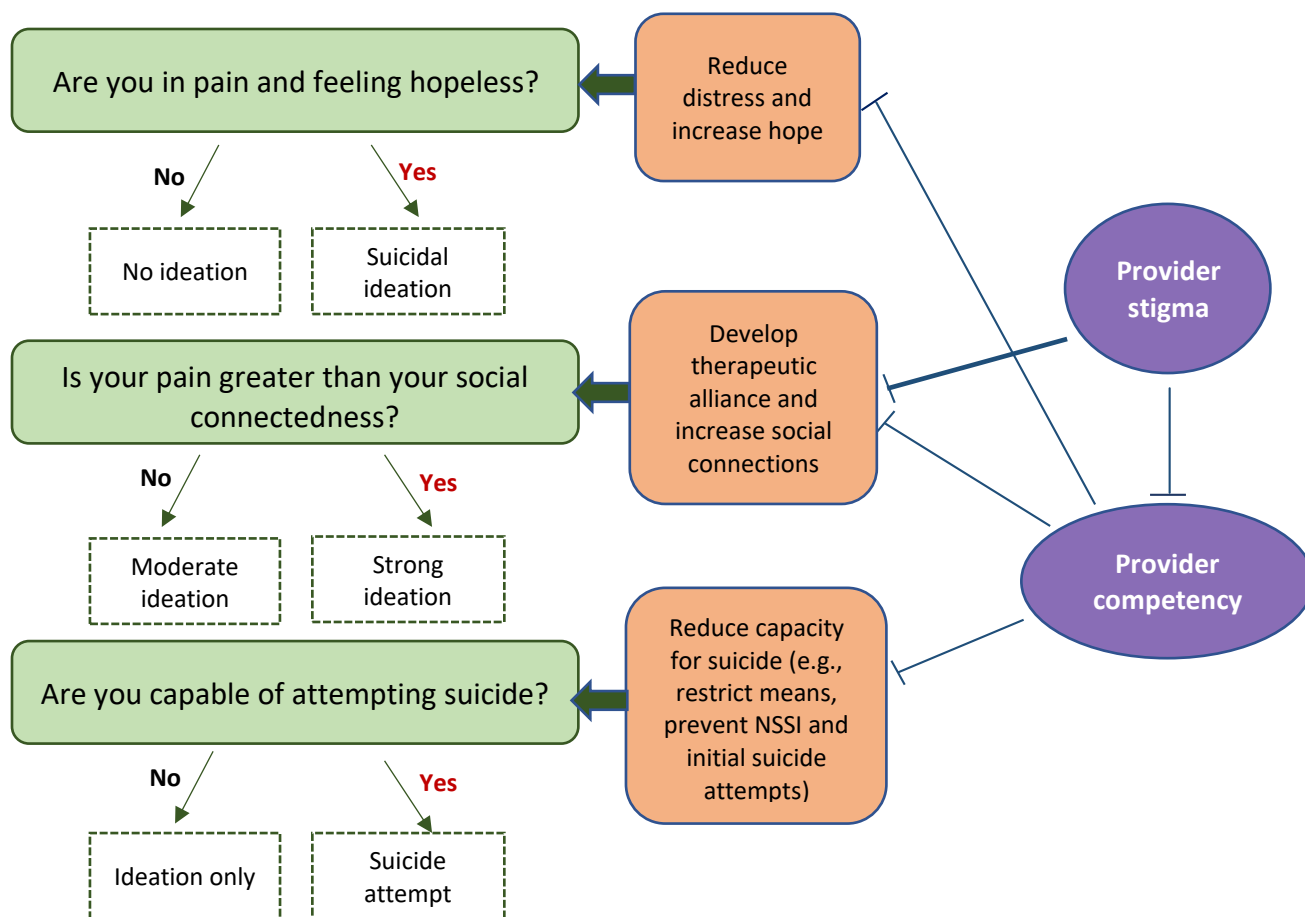 Are you in pain and feeling hopeless?
Reduce
distress and
increase hope
No
Yes
No ideation
Suicidal
ideation
Provider
stigma
Is your pain greater than your social
connectedness?
Develop
therapeutic
alliance and
increase social
connections
No
Yes
Moderate
ideation
Strong
ideation
Provider
competency
Are you capable of attempting suicide?
Reduce capacity
for suicide (e.g.,
restrict means,
prevent NSSI and
initial suicide
attempts)
No
Yes
Ideation only
Suicide
attempt